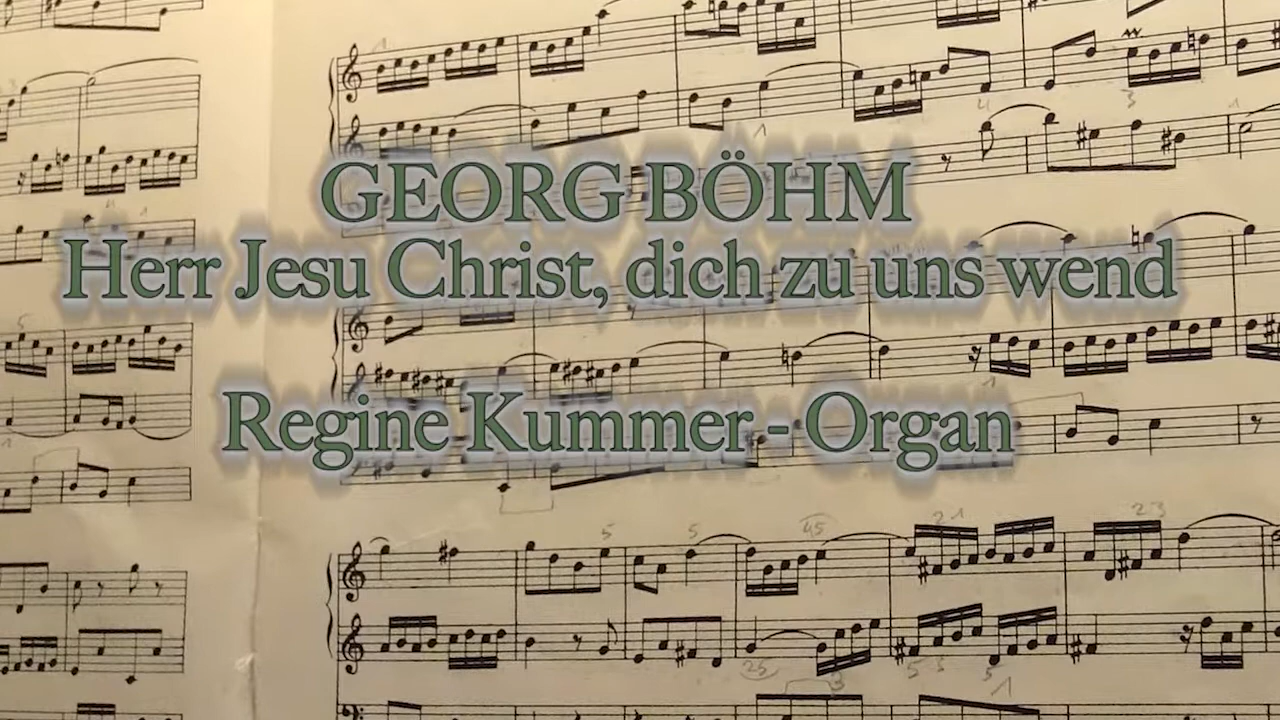 GEORG BÖHM
Herr Jesu Christ, dich zu uns wend
Regine Kummer - Organ